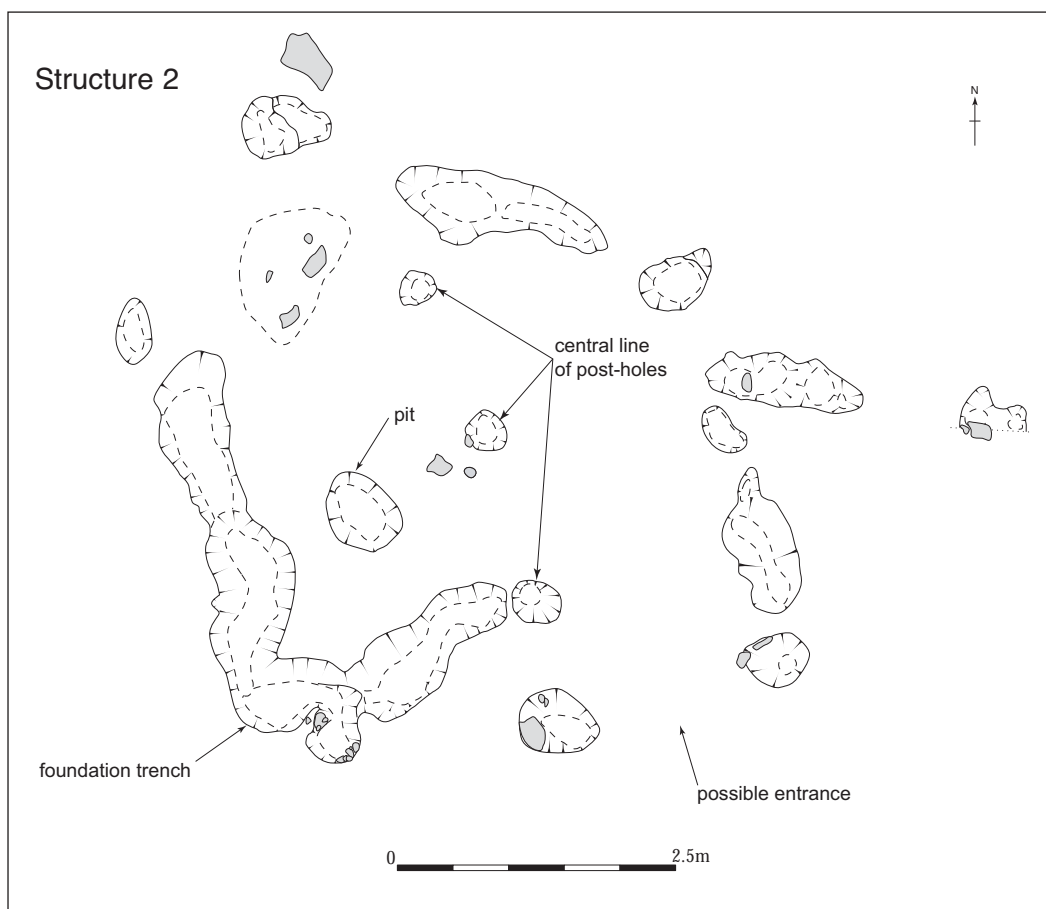 Structure 2
N
central line
of post-holes
pit
foundation trench
possible entrance
0
2.5m